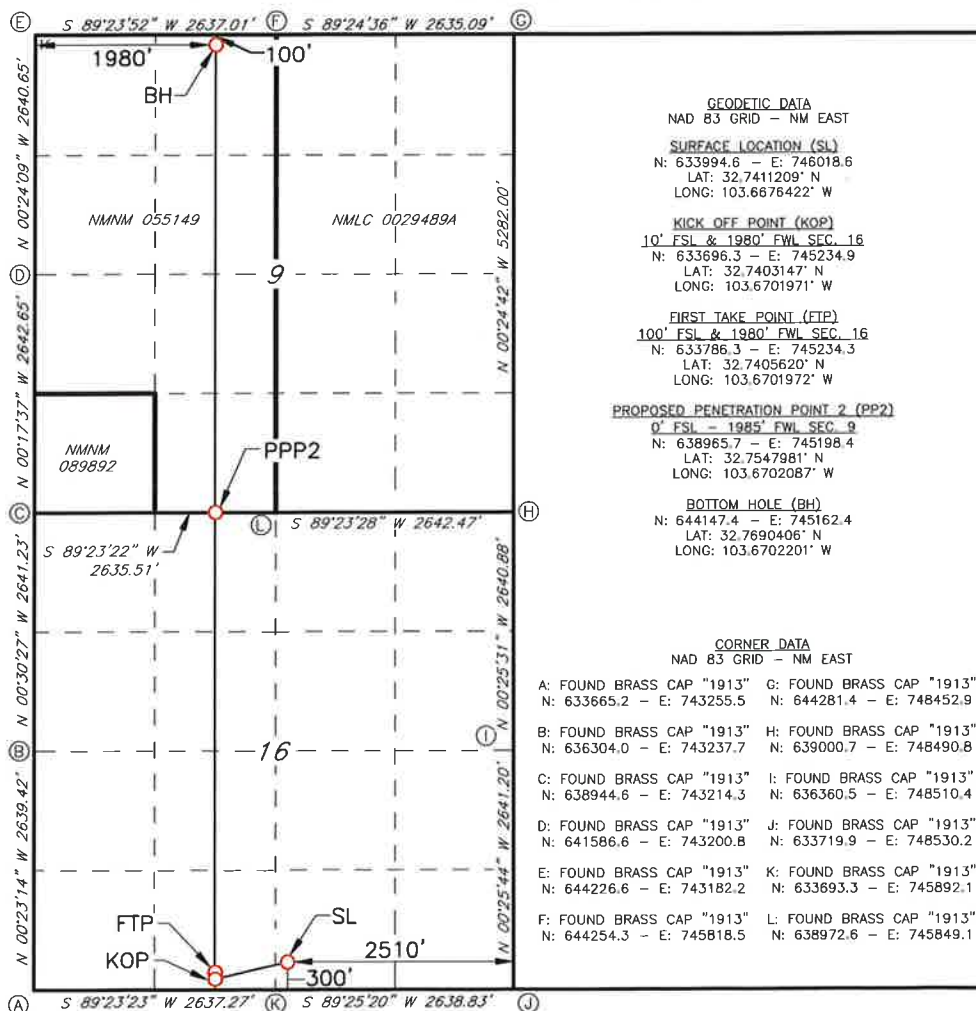 E S 89°23'52" W 2637.01' F S 89°24'36" W 2635.09' G
1980' 100'
BH
N 00°24'09" W 2640.65'
NMNM 055149 NMLC 0029489A
N 00°24'42" W 5282.00'
D 9
N 00°17'37" W 2642.65'
NMNM
089892
PPP2
C L S 89°23'28" W 2642.47' H
S 89°23'22" W
2635.51'
N 00°30'27" W 2641.23'
N 00°25'31" W 2640.88'
B 16 I
N 00°23'14" W 2639.42'
N 00°25'44" W 2641.20'
FTP SL
KOP 2510'
300'
A S 89°23'23" W 2637.27' K S 89°25'20" W 2638.83' J
GEODETIC DATA
NAD 83 GRID – NM EAST
SURFACE LOCATION (SL)
N: 633994.6 – E: 746018.6
LAT: 32.7411209° N
LONG: 103.6676422° W
KICK OFF POINT (KOP)
10' FSL & 1980' FWL SEC. 16
N: 633696.3 – E: 745234.9
LAT: 32.7403147° N
LONG: 103.6701971° W
FIRST TAKE POINT (FTP)
100' FSL & 1980' FWL SEC. 16
N: 633786.3 – E: 745234.3
LAT: 32.7405620° N
LONG: 103.6701972° W
PROPOSED PENETRATION POINT 2 (PP2)
0' FSL – 1985' FWL SEC. 9
N: 638965.7 – E: 745198.4
LAT: 32.7547981° N
LONG: 103.6702087° W
BOTTOM HOLE (BH)
N: 644147.4 – E: 745162.4
LAT: 32.7690406° N
LONG: 103.6702201° W
CORNER DATA
NAD 83 GRID – NM EAST
A: FOUND BRASS CAP "1913" G: FOUND BRASS CAP "1913"
N: 633665.2 – E: 743255.5 N: 644281.4 – E: 748452.9
B: FOUND BRASS CAP "1913" H: FOUND BRASS CAP "1913"
N: 636304.0 – E: 743237.7 N: 639000.7 – E: 748490.8
C: FOUND BRASS CAP "1913" I: FOUND BRASS CAP "1913"
N: 638944.6 – E: 743214.3 N: 636360.5 – E: 748510.4
D: FOUND BRASS CAP "1913" J: FOUND BRASS CAP "1913"
N: 641586.6 – E: 743200.8 N: 633719.9 – E: 748530.2
E: FOUND BRASS CAP "1913" K: FOUND BRASS CAP "1913"
N: 644226.6 – E: 743182.2 N: 633693.3 – E: 745892.1
F: FOUND BRASS CAP "1913" L: FOUND BRASS CAP "1913"
N: 644254.3 – E: 745818.5 N: 638972.6 – E: 745849.1